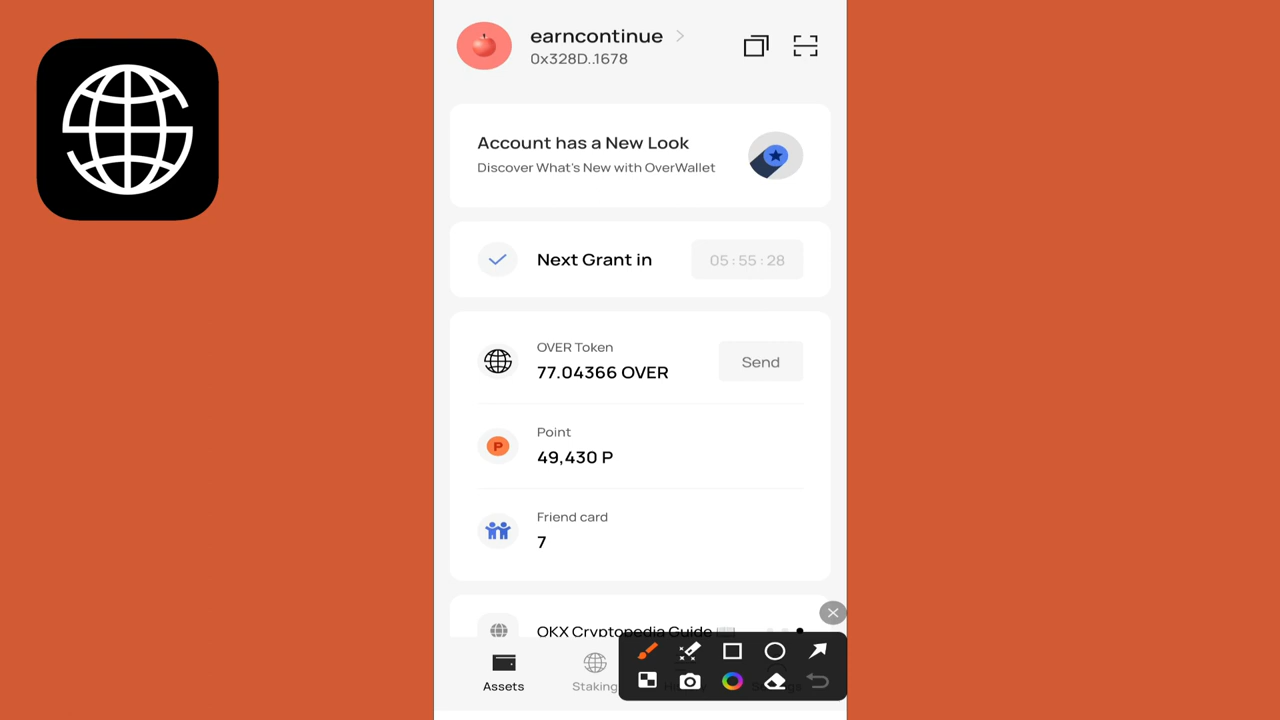 earncontinue
0x328D..1678
Account has a New Look
Discover What's New with OverWallet
Next Grant in
05 : 55 : 28
OVER Token
77.04366 OVER
Send
P
Point
49,430 P
Friend card
7
OKX Cryptopedia Guide
Assets
Staking